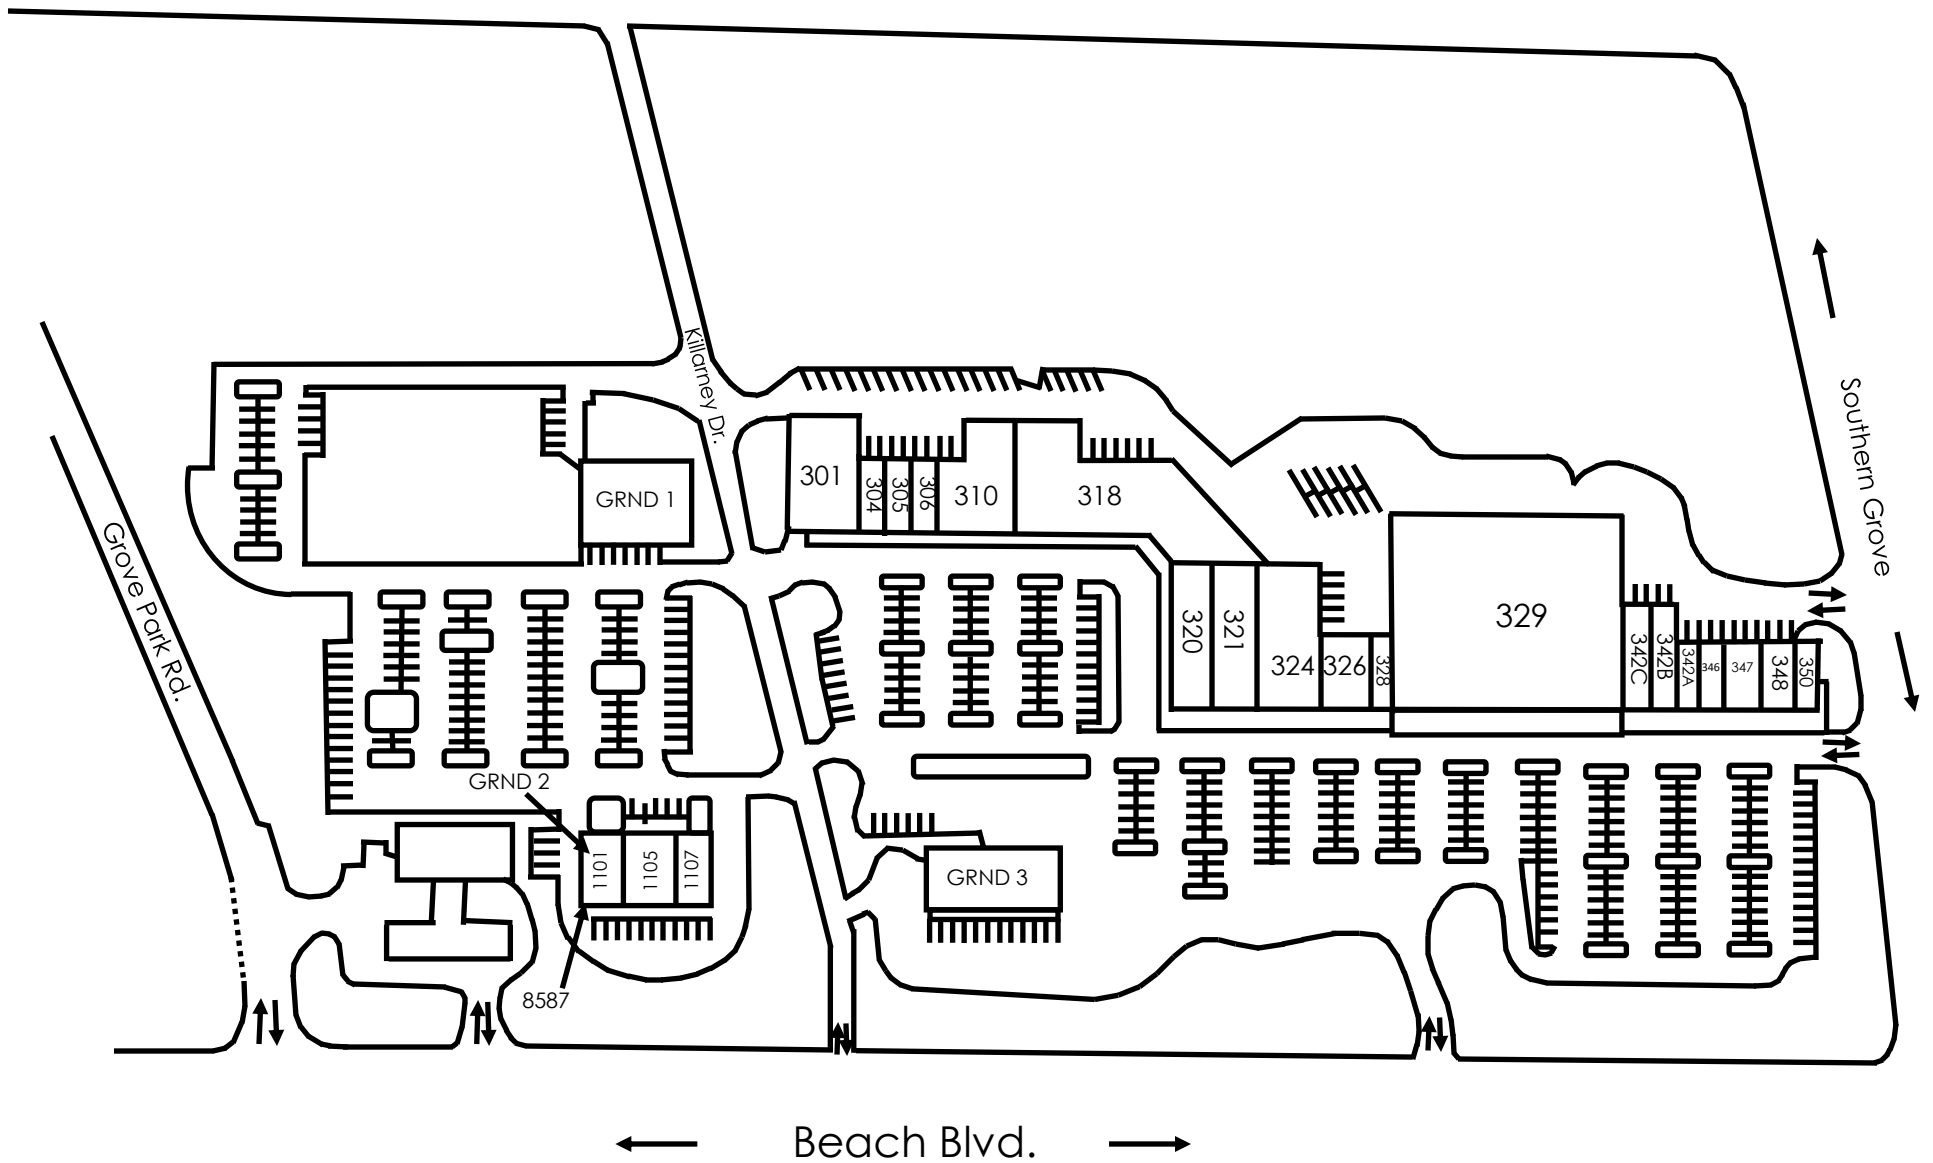 Killarney Dr.
Southern Grove
Grove Park Rd.
GRND 1
301
304
305
306
310
318
320
321
324
326
328
329
342C
342B
342A
346
347
348
350
GRND 2
1101
1105
1107
GRND 3
8587
Beach Blvd.